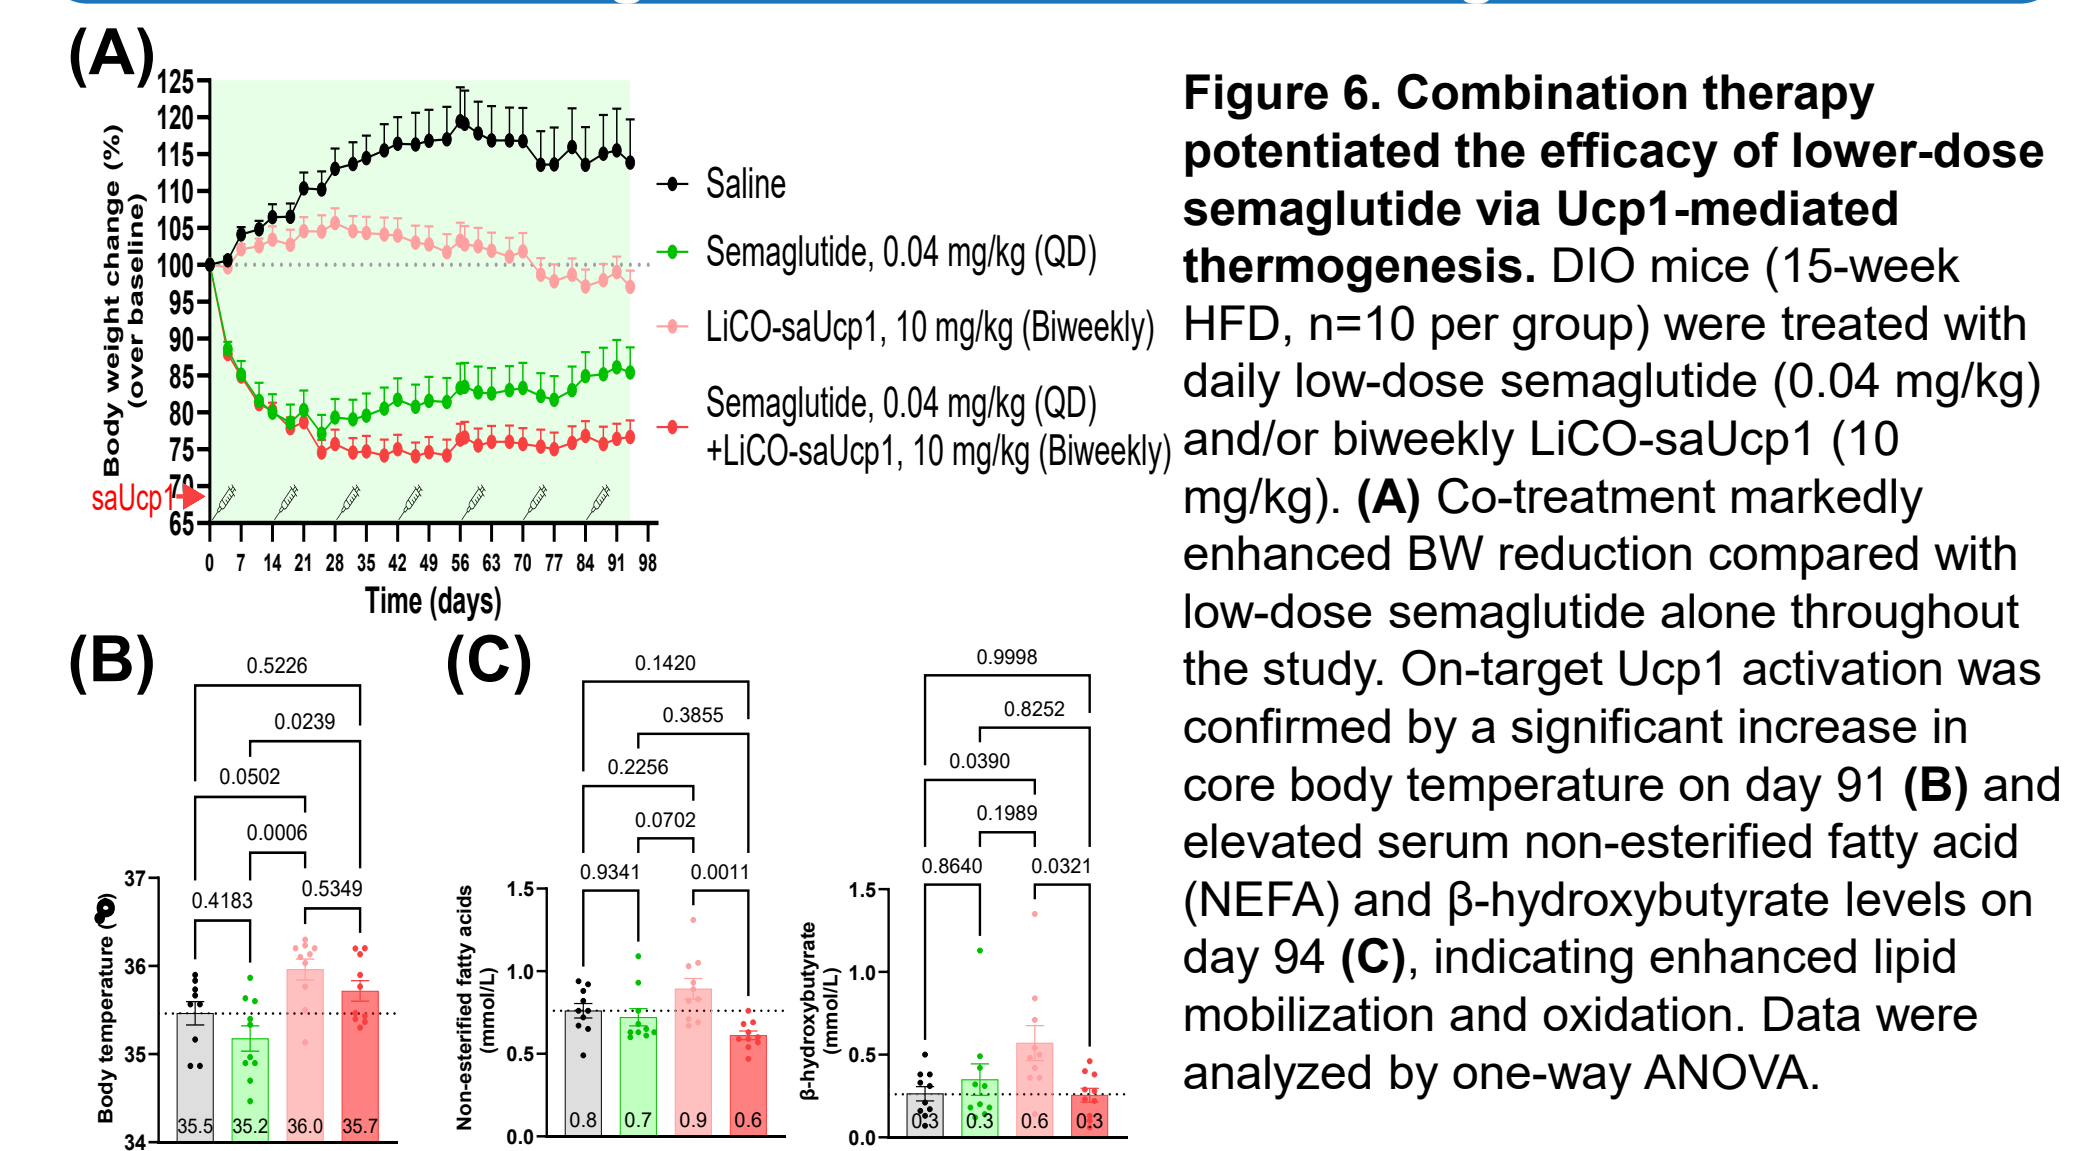 (A)
125
120
115
110
105
100
95
90
85
80
75
70
65
Body weight change (%)
(over baseline)
saUcp1
0 7 14 21 28 35 42 49 56 63 70 77 84 91 98
Time (days)
Saline
Semaglutide, 0.04 mg/kg (QD)
LiCO-saUcp1, 10 mg/kg (Biweekly)
Semaglutide, 0.04 mg/kg (QD)
+LiCO-saUcp1, 10 mg/kg (Biweekly)
Figure 6. Combination therapy
potentiated the efficacy of lower-dose
semaglutide via Ucp1-mediated
thermogenesis. DIO mice (15-week
HFD, n=10 per group) were treated with
daily low-dose semaglutide (0.04 mg/kg)
and/or biweekly LiCO-saUcp1 (10
mg/kg). (A) Co-treatment markedly
enhanced BW reduction compared with
low-dose semaglutide alone throughout
the study. On-target Ucp1 activation was
confirmed by a significant increase in
core body temperature on day 91 (B) and
elevated serum non-esterified fatty acid
(NEFA) and β-hydroxybutyrate levels on
day 94 (C), indicating enhanced lipid
mobilization and oxidation. Data were
analyzed by one-way ANOVA.
(B)
0.5226
0.0239
0.0502
0.0006
0.5349
0.4183
37
36
35
34
Body temperature
35.5 35.2 36.0 35.7
(C)
0.1420
0.3855
0.2256
0.0702
0.9341 0.0011
1.5
1.0
0.5
0.0
Non-esterified fatty acids
(mmol/L)
0.8 0.7 0.9 0.6
0.9998
0.8252
0.0390
0.1989
0.8640 0.0321
1.5
1.0
0.5
0.0
β-hydroxybutyrate
(mmol/L)
0.3 0.3 0.6 0.3